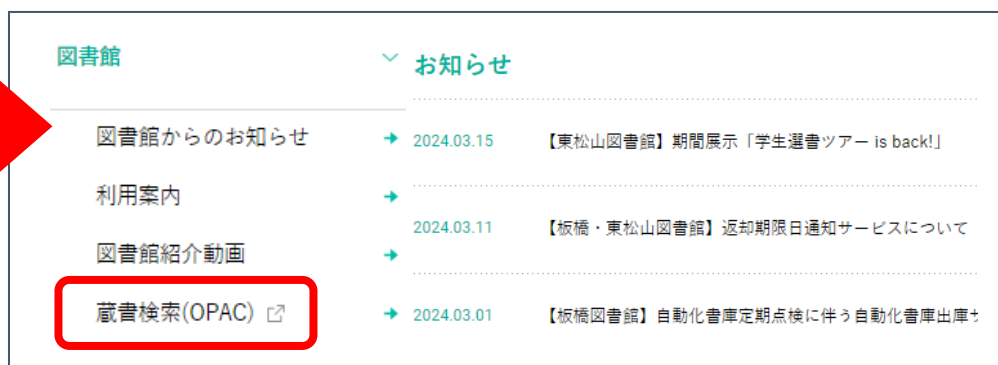 図書館
お知らせ
図書館からのお知らせ
2024.03.15 【東松山図書館】期間展示「学生選書ツアー is back!」
利用案内
2024.03.11 【板橋・東松山図書館】返却期限日通知サービスについて
図書館紹介動画
蔵書検索(OPAC)
2024.03.01 【板橋図書館】自動化書庫定期点検に伴う自動化書庫出庫